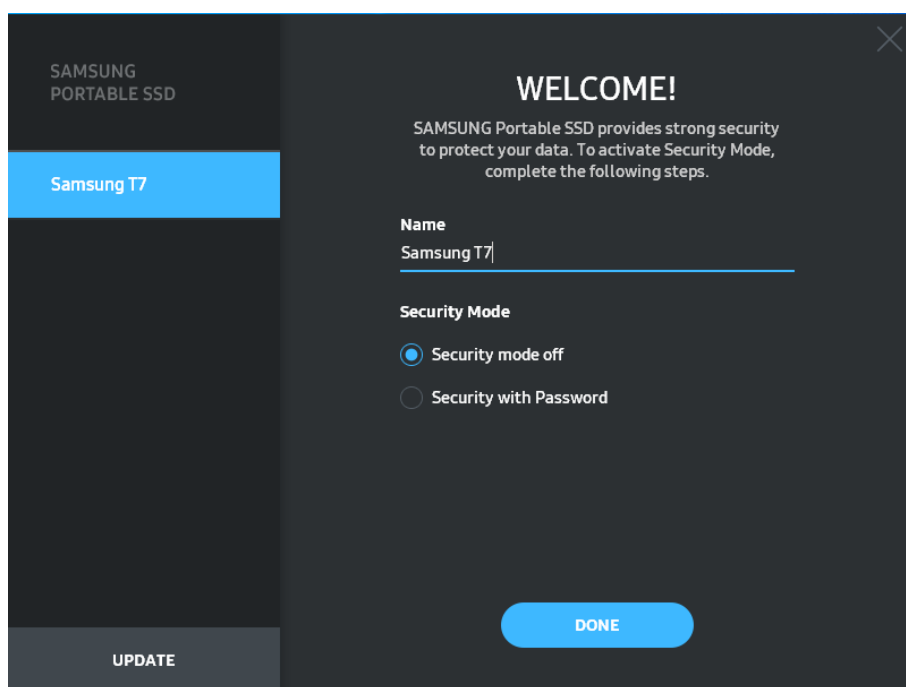 SAMSUNG
PORTABLE SSD
Samsung T7
UPDATE
WELCOME!
SAMSUNG Portable SSD provides strong security
to protect your data. To activate Security Mode,
complete the following steps.
Name
Samsung T7
Security Mode
Security mode off
Security with Password
DONE